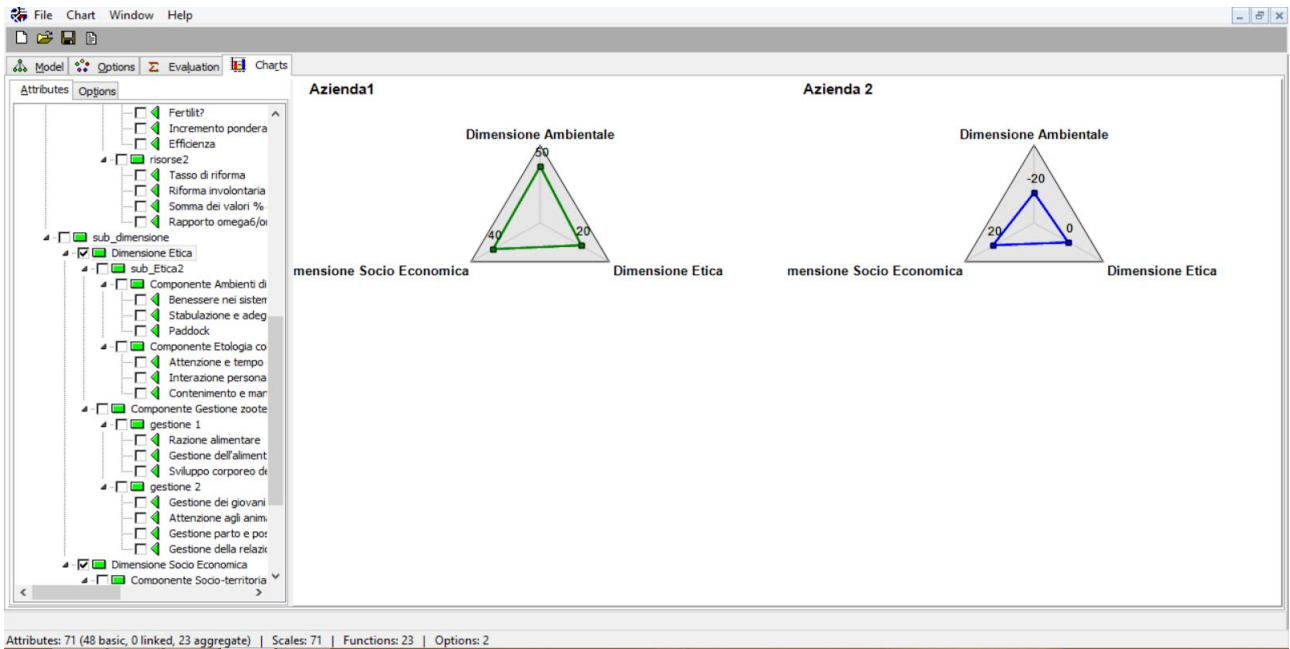 File Chart Window Help
Model Options Evaluation Charts
Attributes Options
Fertilit?
Incremento pondera
Efficienza
risorse2
Tasso di riforma
Riforma involontaria
Somma dei valori %
Rapporto omega6/o
sub_dimensione
Dimensione Etica
sub_Etica2
Componente Ambienti di
Benessere nei sistem
Stabulazione e adeg
Paddock
Componente Etologia co
Attenzione e tempo
Interazione persona
Contenimento e mar
Componente Gestione zoote
gestione 1
Razione alimentare
Gestione dell'aliment
Sviluppo corporeo de
gestione 2
Gestione dei giovani
Attenzione agli anima
Gestione parto e pos
Gestione della relazio
Dimensione Socio Economica
Componente Socio-territoria
Azienda1
Dimensione Ambientale
50
40 20
mensione Socio Economica Dimensione Etica
Azienda 2
Dimensione Ambientale
-20
20 0
mensione Socio Economica Dimensione Etica
Attributes: 71 (48 basic, 0 linked, 23 aggregate) | Scales: 71 | Functions: 23 | Options: 2